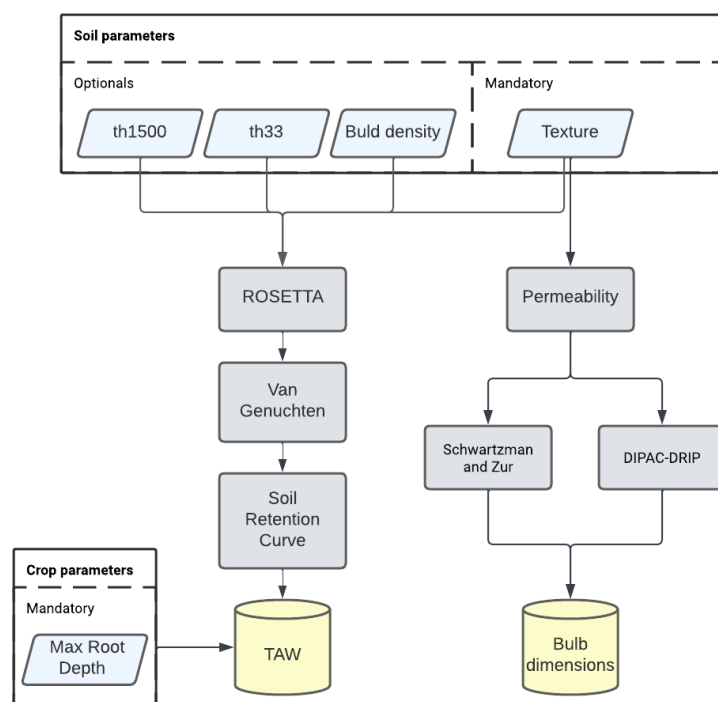 Soil parameters
Optionals
Mandatory
th1500
th33
Buld density
Texture
ROSETTA
Permeability
Van
Genuchten
Schwartzman
and Zur
DIPAC-DRIP
Soil
Retention
Curve
Crop parameters
Mandatory
Max Root
Depth
TAW
Bulb
dimensions